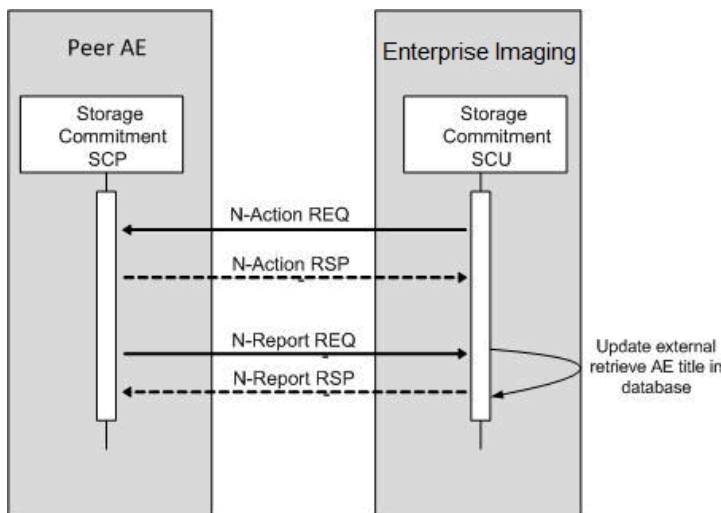 Peer AE
Enterprise Imaging
Storage
Commitment
SCP
Storage
Commitment
SCU
N-Action REQ
N-Action RSP
N-Report REQ
N-Report RSP
Update external
retrieve AE title in
database